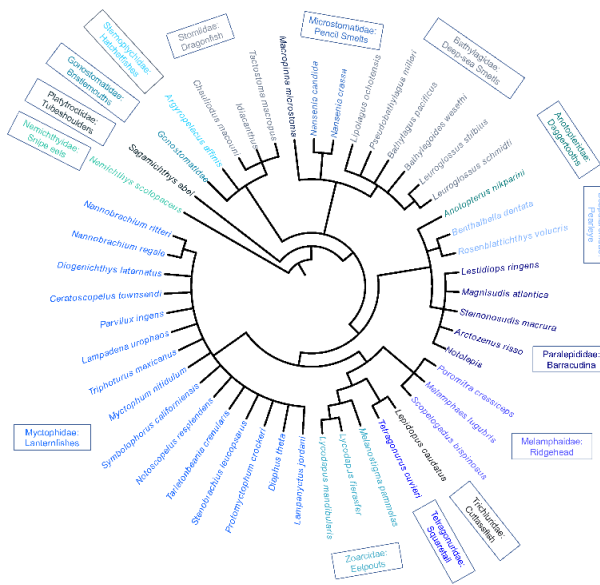 Sternoptychidae:
Hatchetfishes
Gonostomatidae:
Bristlemouths
Platytroctidae:
Tubeshoulders
Nemichthyidae:
Snipe eels
Stomiidae:
Dragonfish
Microstomatidae:
Pencil Smelts
Bathylagidae:
Deep-sea Smelts
Anotopteridae:
Daggertooths
Pearleye
Paralepididae:
Barracudina
Melamphaidae:
Ridgehead
Trichiuridae:
Cutlassfish
Tetragonuridae:
Squaretail
Zoarcidae:
Eelpouts
Myctophidae:
Lanternfishes
Nemichthys scolopaceus
Sagamichthys abei
Gonostomatidae
Argyropelecus affinis
Chauliodus macouni
Idiacanthus
Tactostoma macropus
Macropinna microstoma
Nansenia candida
Nansenia crassa
Lipolagus ochotensis
Pseudobathylagus milleri
Bathylagus pacificus
Bathylagoides wesethi
Leuroglossus stilbius
Leuroglossus schmidti
Anotopterus nikparini
Benthalbella dentata
Rosenblattichthys volucris
Lestidiops ringens
Magnisudis atlantica
Stemonosudis macrura
Arctozenus risso
Notolepis
Poromitra crassiceps
Melamphaes lugubris
Scopelogadus bispinosus
Lepidopus caudatus
Tetragonurus cuvieri
Melanostigma pammelas
Lycodapus fierasfer
Lycodapus mandibularis
Lampanyctus jordani
Diaphus theta
Protomyctophum crockeri
Stenobrachius leucopsarus
Tarletonbeania crenularis
Notoscopelus resplendens
Symbolophorus californiensis
Myctophum nitidulum
Triphoturus mexicanus
Lampadena urophaos
Parvilux ingens
Ceratoscopelus townsendi
Diogenichthys laternatus
Nannobrachium regale
Nannobrachium ritteri